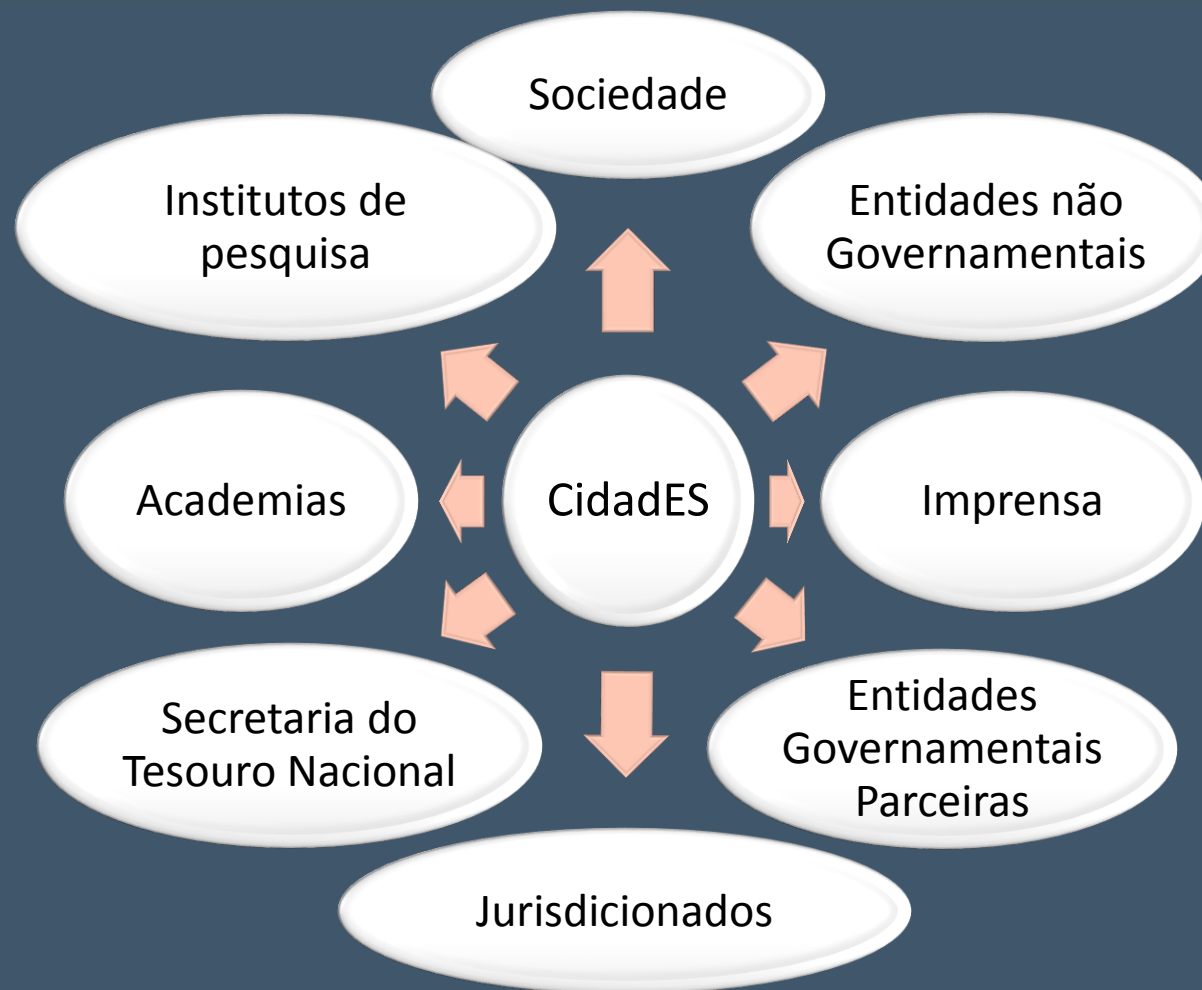 Sociedade
Institutos de
pesquisa
Entidades não
Governamentais
Academias
CidadES
Imprensa
Secretaria do
Tesouro Nacional
Entidades
Governamentais
Parceiras
Jurisdicionados